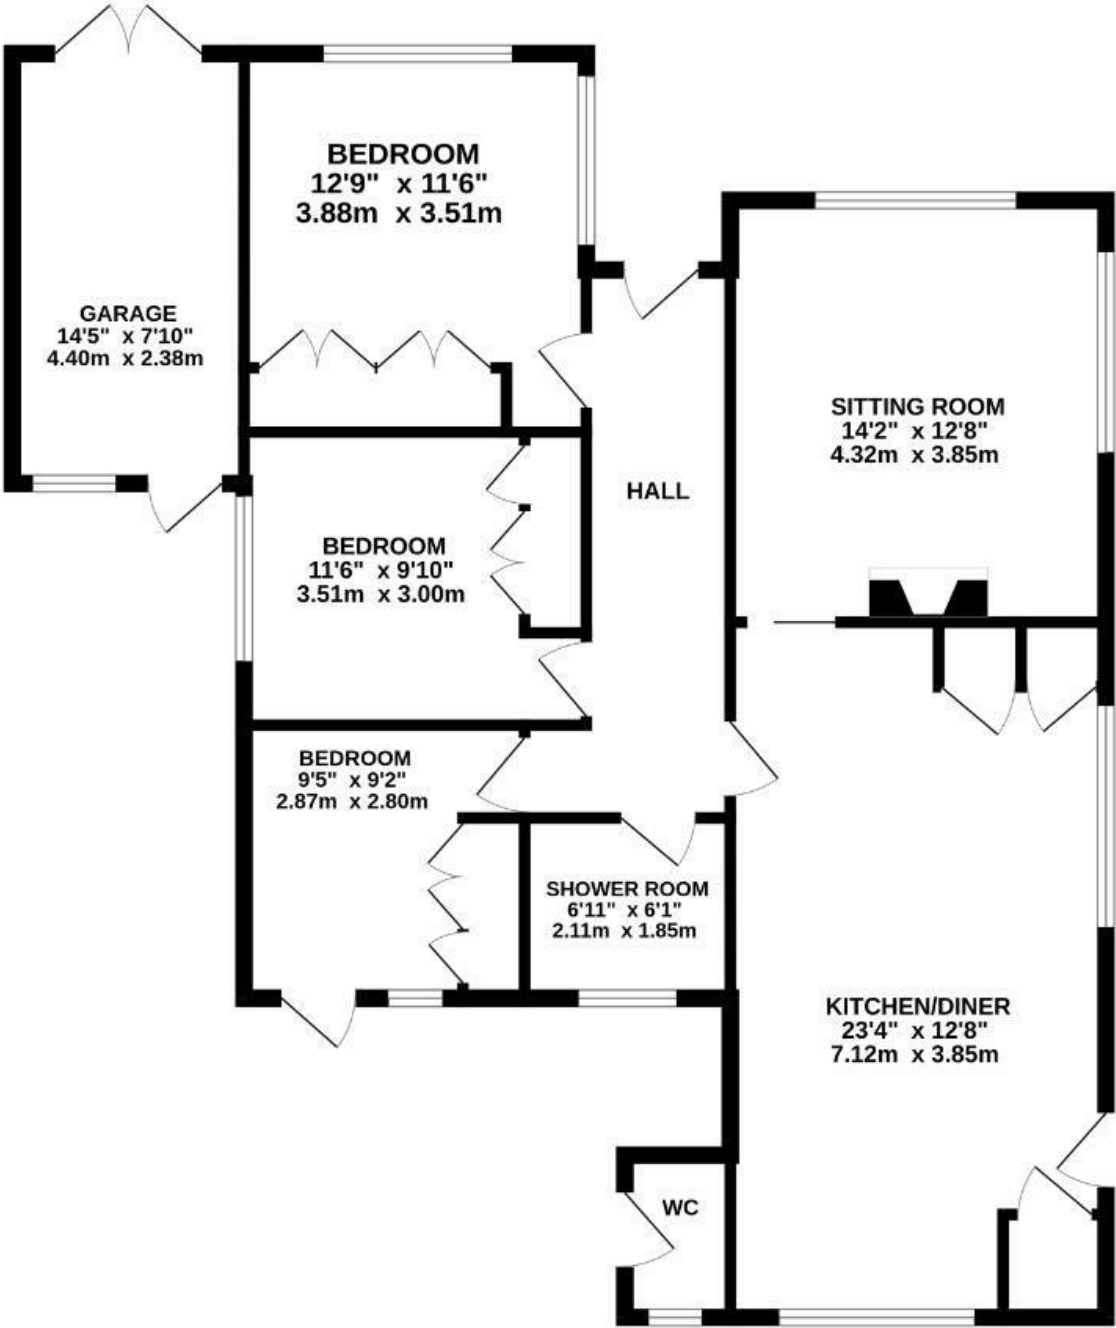 BEDROOM
12'9" x 11'6"
3.88m x 3.51m
GARAGE
14'5" x 7'10"
4.40m x 2.38m
SITTING ROOM
14'2" x 12'8"
4.32m x 3.85m
HALL
BEDROOM
11'6" x 9'10"
3.51m x 3.00m
BEDROOM
9'5" x 9'2"
2.87m x 2.80m
SHOWER ROOM
6'11" x 6'1"
2.11m x 1.85m
KITCHEN/DINER
23'4" x 12'8"
7.12m x 3.85m
WC